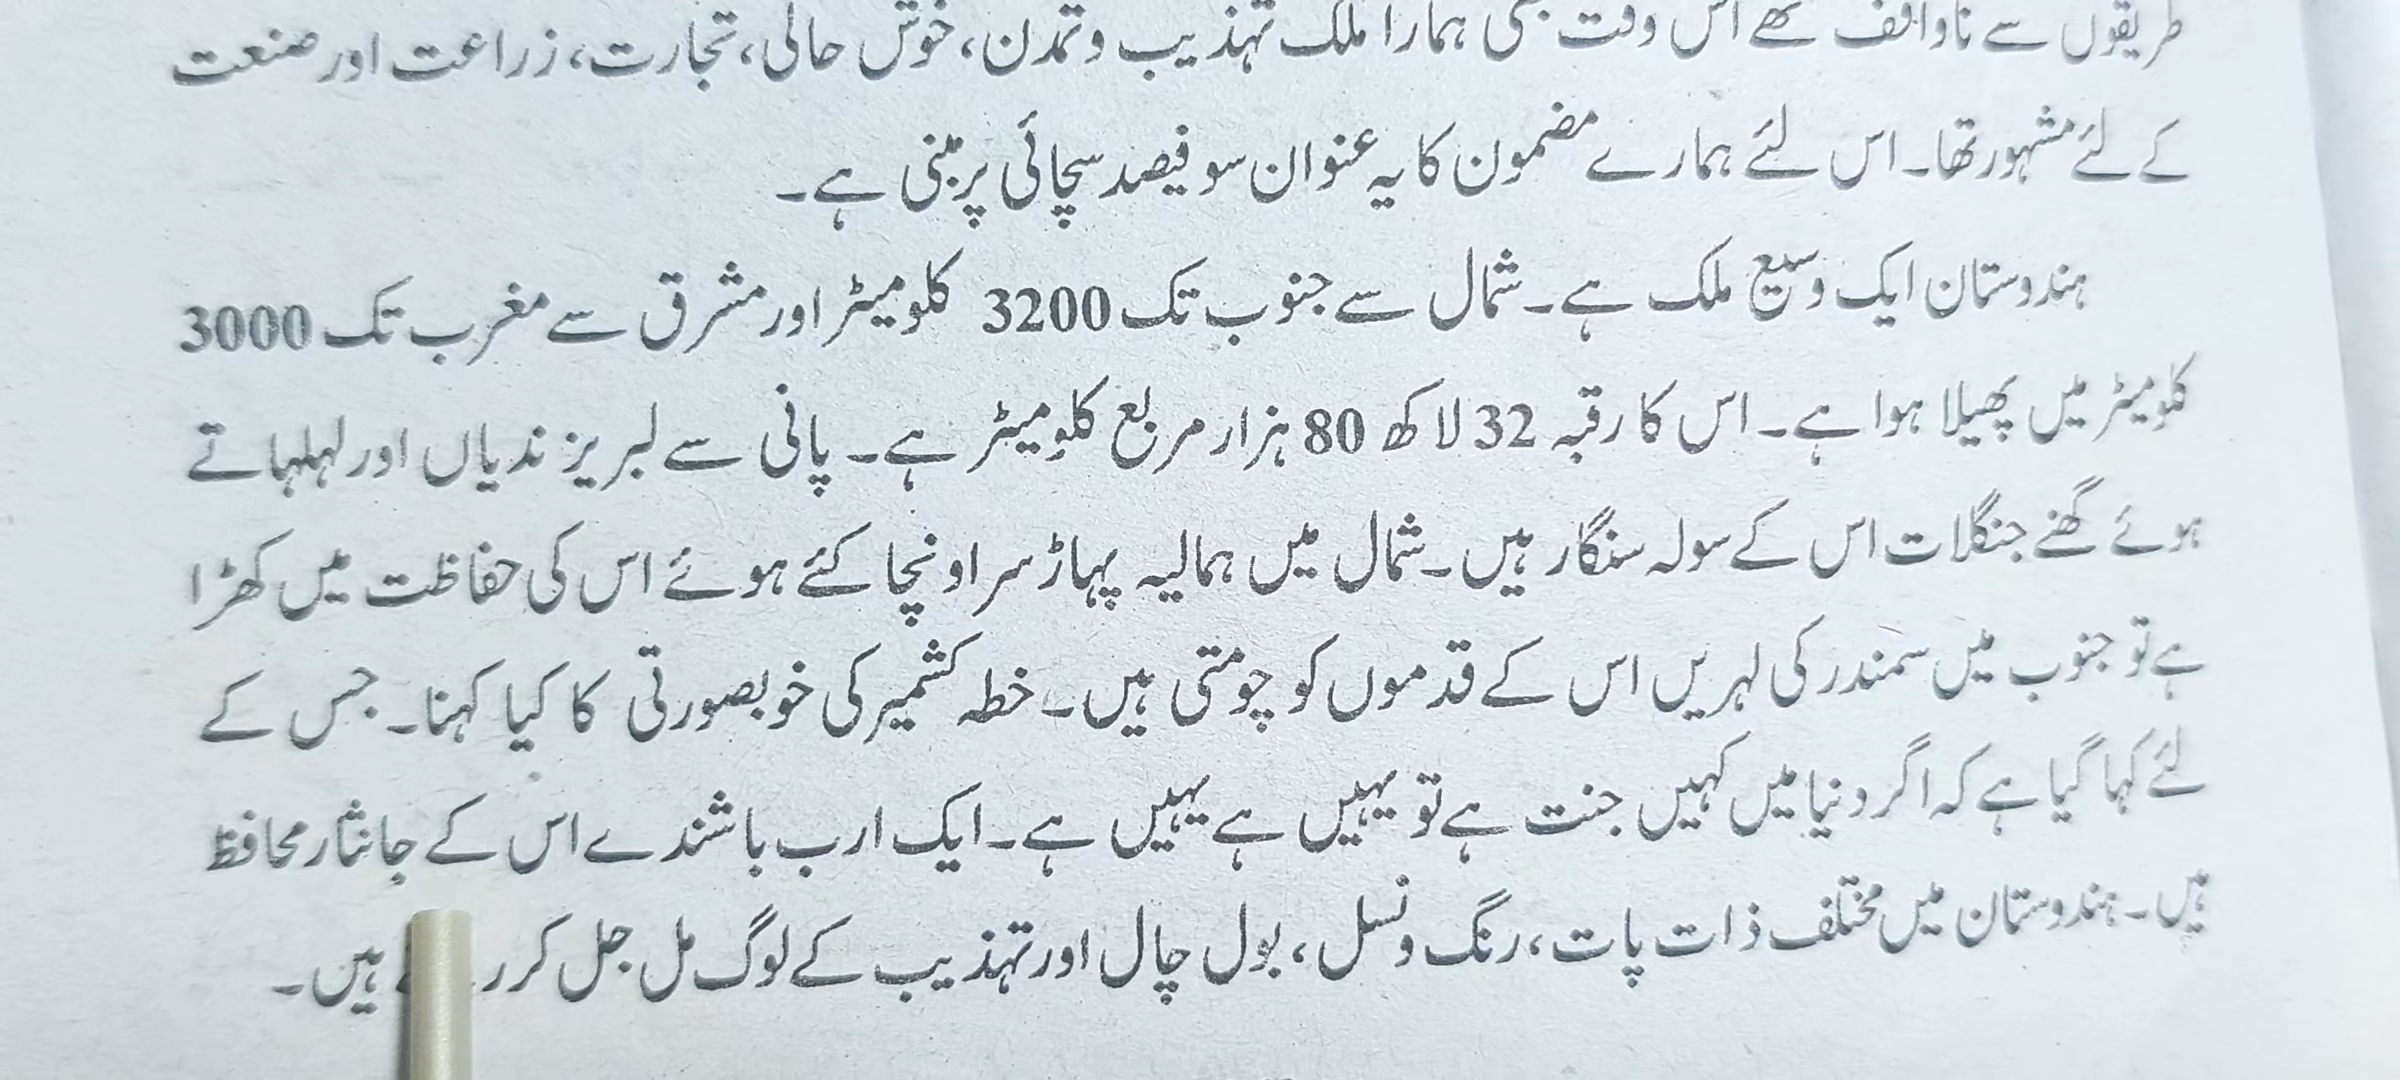 طریقوں سے ناواقف تھے اس وقت بھی ہمارا ملک تہذیب و تمدن، خوش حالی، تجارت، زراعت اور صنعت
کے لئے مشہور تھا۔ اس لئے ہمارے مضمون کا یہ عنوان سو فیصد سچائی پر مبنی ہے۔
ہندوستان ایک وسیع ملک ہے۔ شمال سے جنوب تک 3200 کلومیٹر اور مشرق سے مغرب تک 3000
کلومیٹر میں پھیلا ہوا ہے۔ اس کا رقبہ 32 لاکھ 80 ہزار مربع کلومیٹر ہے۔ پانی سے لبریز ندیاں اور لہلہاتے
ہوئے گھنے جنگلات اس کے سولہ سنگار ہیں۔ شمال میں ہمالیہ پہاڑ سر اونچا کئے ہوئے اس کی حفاظت میں کھڑا
ہے تو جنوب میں سمندر کی لہریں اس کے قدموں کو چومتی ہیں۔ خطہ کشمیر کی خوبصورتی کا کیا کہنا۔ جس کے
لئے کہا گیا ہے کہ اگر دنیا میں کہیں جنت ہے تو یہیں ہے یہیں ہے۔ ایک ارب باشندے اس کے جانثار محافظ
ہیں۔ ہندوستان میں مختلف ذات پات، رنگ و نسل، بول چال اور تہذیب کے لوگ مل جل کر ہیں۔